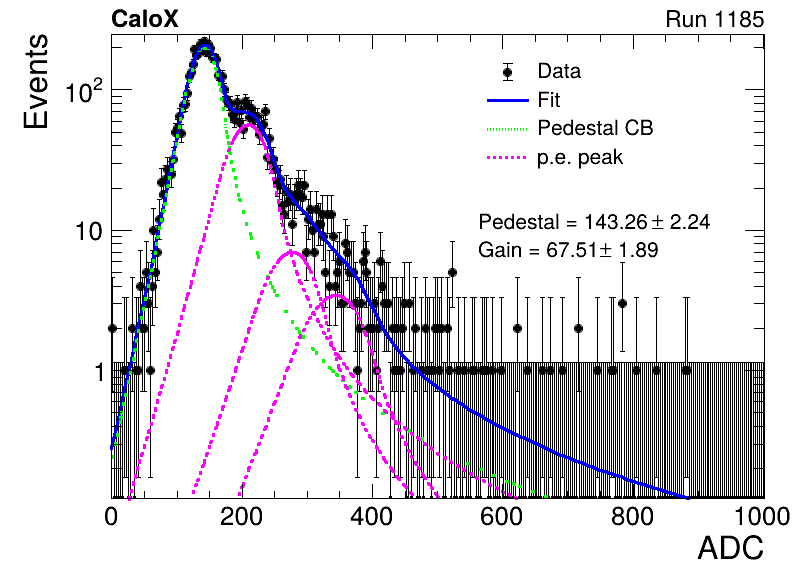 CaloX Run 1185
Events
Data
Fit
Pedestal CB
p.e. peak
Pedestal = 143.26 ± 2.24
Gain = 67.51 ± 1.89
10²
10
1
0 200 400 600 800 1000
ADC